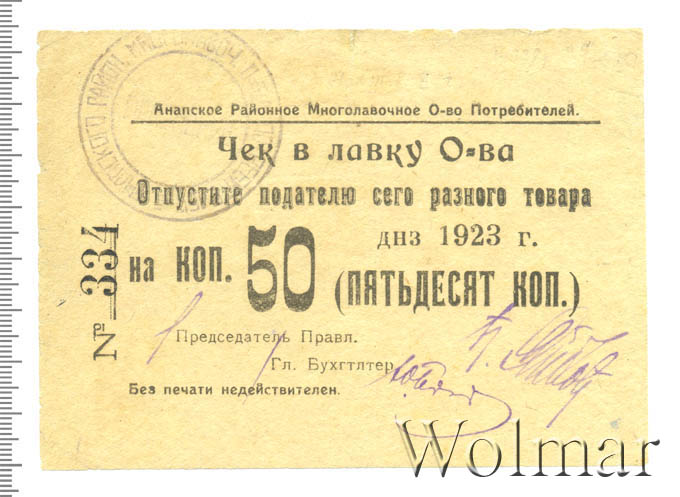 Анапское Районное Многолавочное О-во Потребителей.
Чек в лавку О-ва
Отпустите подателю сего разного товара
на КОП. 50 днз 1923 г.
(ПЯТЬДЕСЯТ КОП.)
№ 334
Председатель Правл.
Гл. Бухгтлтер
Без печати недействителен.
Wolmar